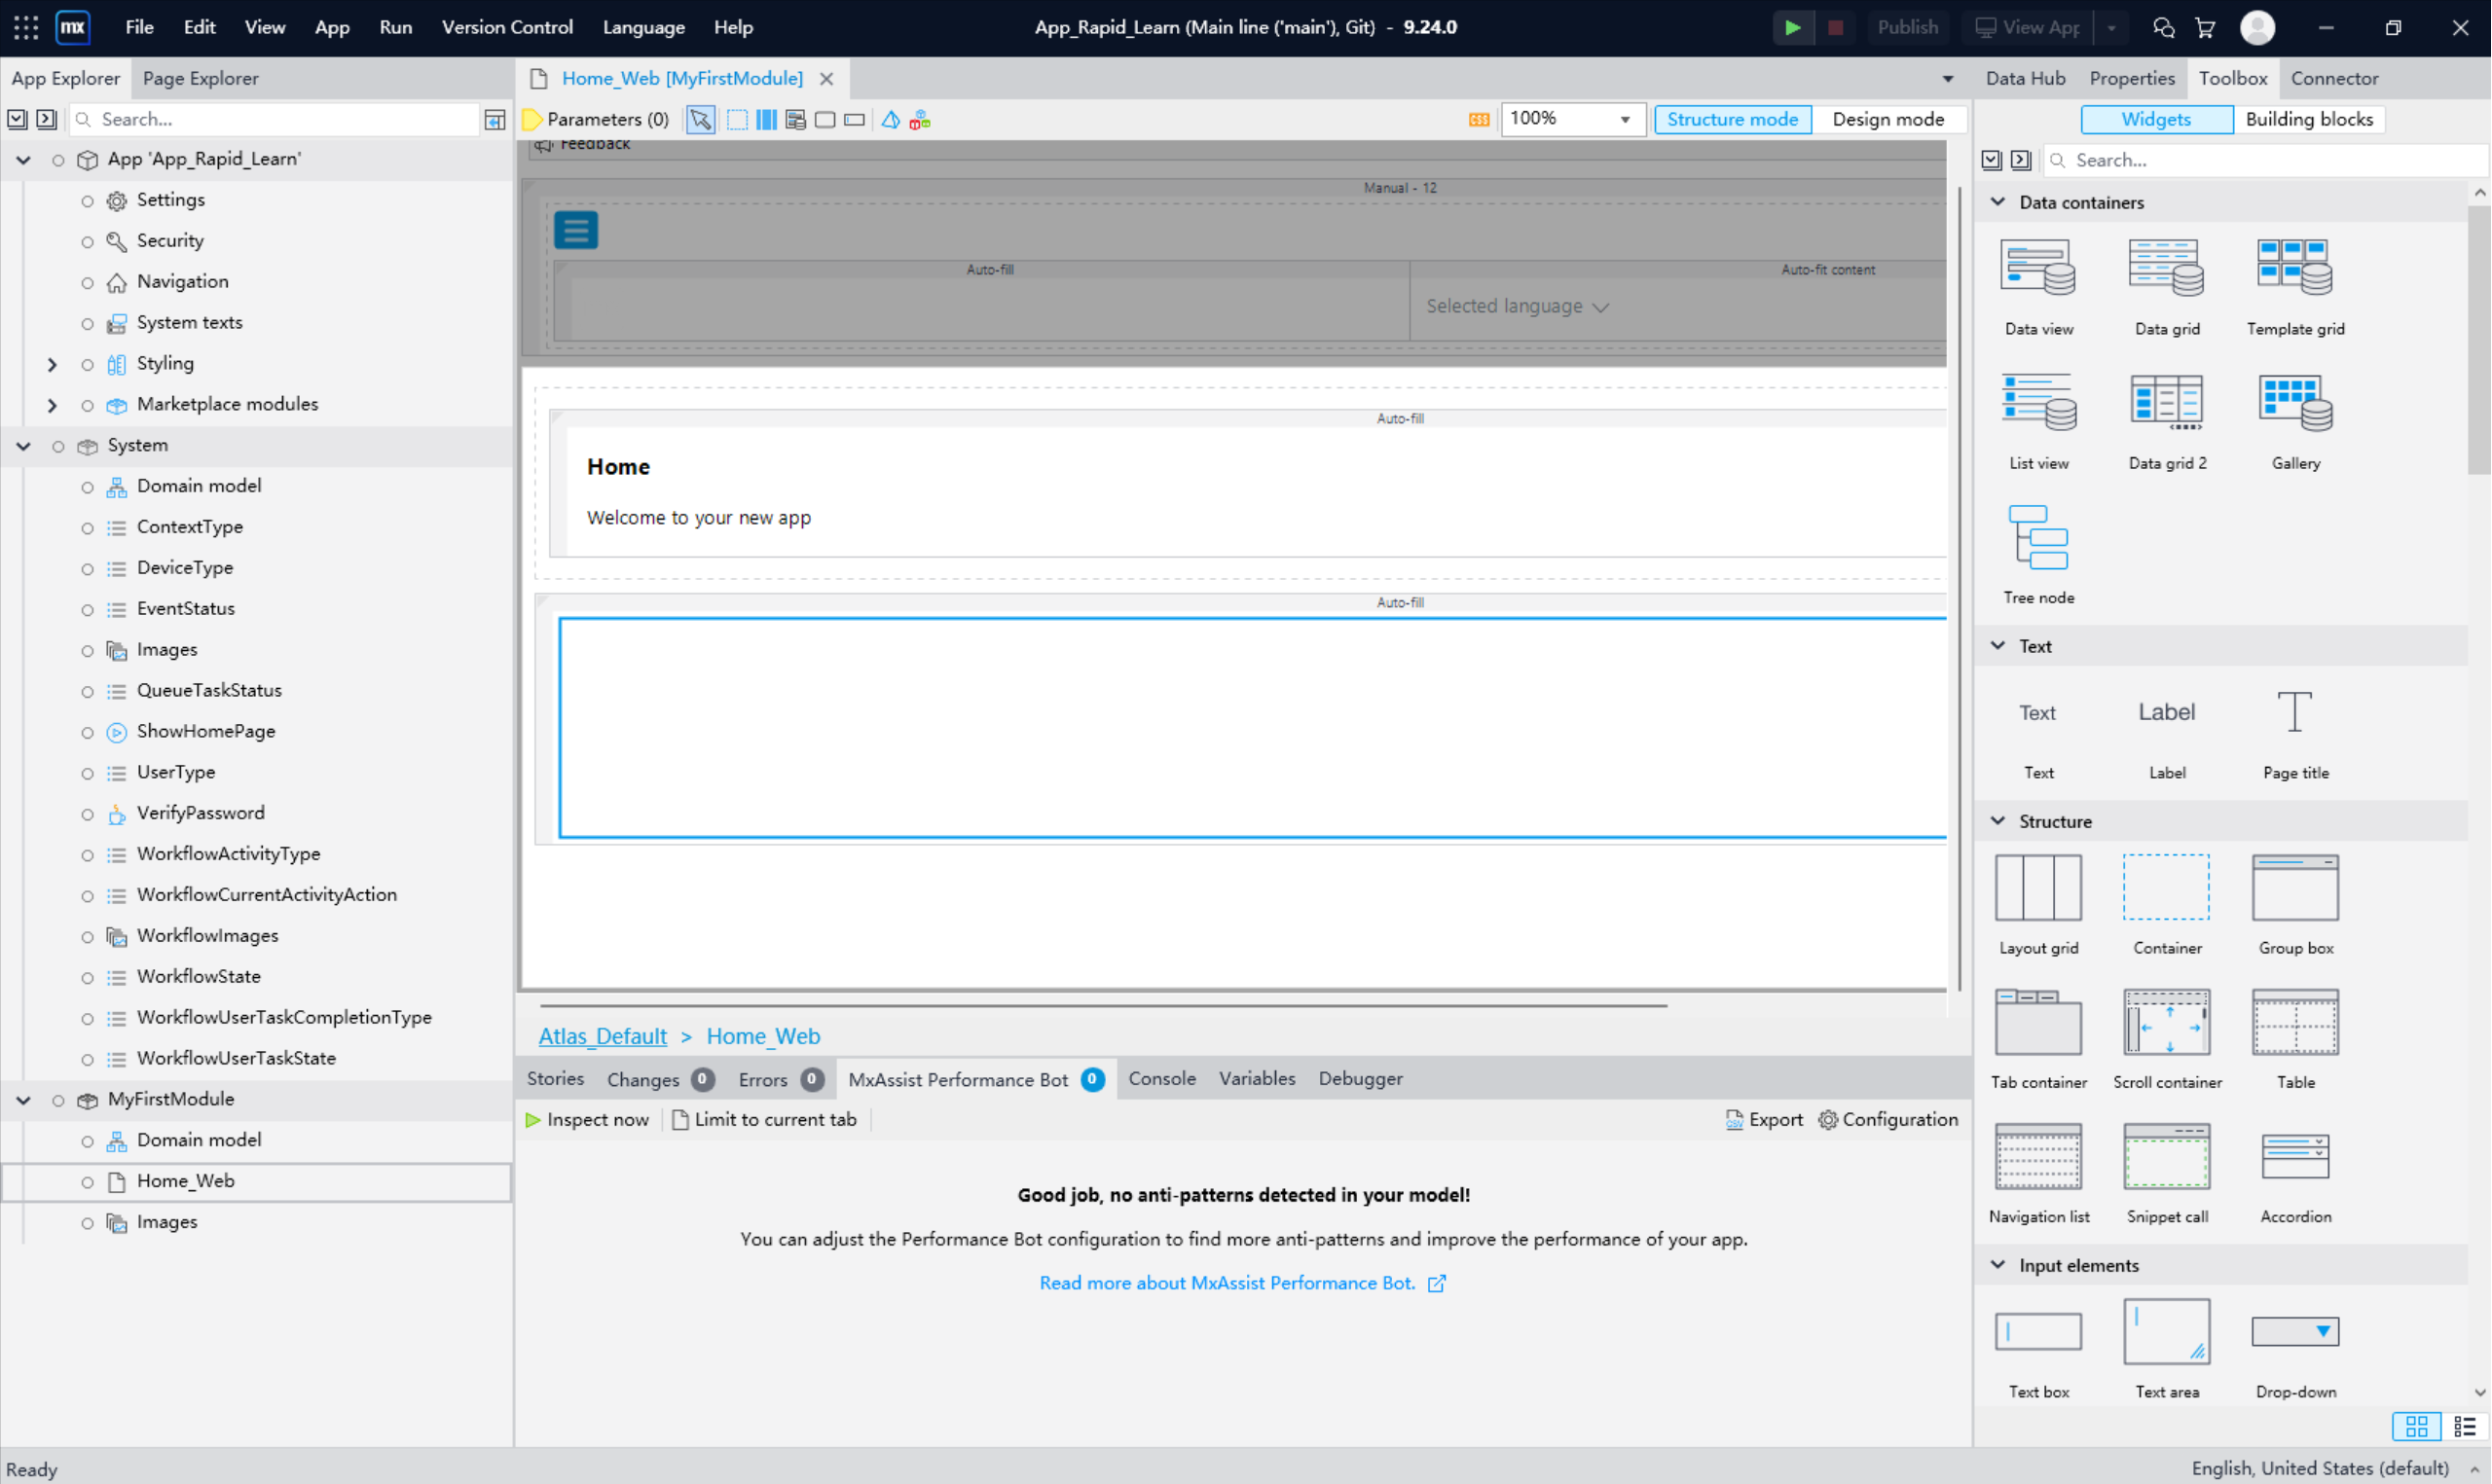 mx File Edit View App Run Version Control Language Help App_Rapid_Learn (Main line ('main'), Git) - 9.24.0 Publish View App
App Explorer Page Explorer
Search...
App 'App_Rapid_Learn'
Settings
Security
Navigation
System texts
Styling
Marketplace modules
System
Domain model
ContextType
DeviceType
EventStatus
Images
QueueTaskStatus
ShowHomePage
UserType
VerifyPassword
WorkflowActivityType
WorkflowCurrentActivityAction
WorkflowImages
WorkflowState
WorkflowUserTaskCompletionType
WorkflowUserTaskState
MyFirstModule
Domain model
Home_Web
Images
Home_Web [MyFirstModule]
Parameters (0) CSS 100% Structure mode Design mode
Feedback
Manual - 12
Auto-fill Auto-fit content
Selected language
Auto-fill
Home
Welcome to your new app
Auto-fill
Atlas_Default > Home_Web
Stories Changes 0 Errors 0 MxAssist Performance Bot 0 Console Variables Debugger
Inspect now Limit to current tab Export Configuration
Good job, no anti-patterns detected in your model!
You can adjust the Performance Bot configuration to find more anti-patterns and improve the performance of your app.
Read more about MxAssist Performance Bot.
Data Hub Properties Toolbox Connector
Widgets Building blocks
Search...
Data containers
Data view Data grid Template grid
List view Data grid 2 Gallery
Tree node
Text
Text Label
Text Label Page title
Structure
Layout grid Container Group box
Tab container Scroll container Table
Navigation list Snippet call Accordion
Input elements
Text box Text area Drop-down
Ready English, United States (default)